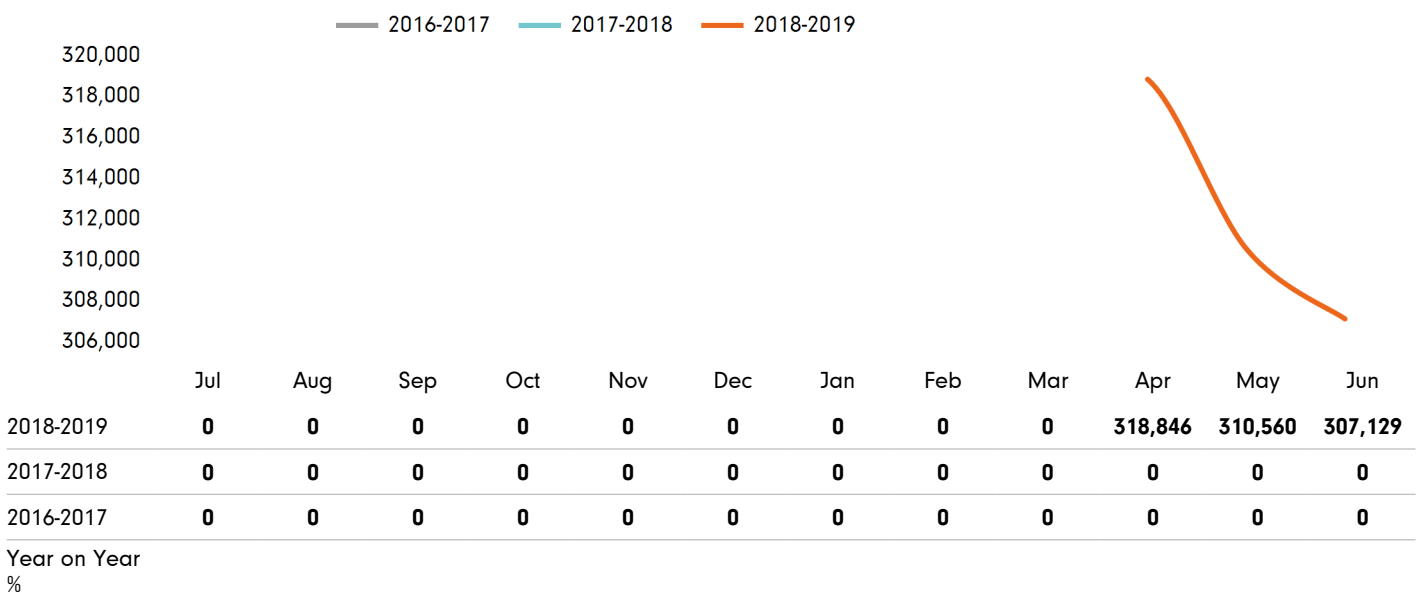 2016-2017 2017-2018 2018-2019
320,000
318,000
316,000
314,000
312,000
310,000
308,000
306,000
Jul Aug Sep Oct Nov Dec Jan Feb Mar Apr May Jun
2018-2019 0 0 0 0 0 0 0 0 0 318,846 310,560 307,129
2017-2018 0 0 0 0 0 0 0 0 0 0 0 0
2016-2017 0 0 0 0 0 0 0 0 0 0 0 0
Year on Year
%